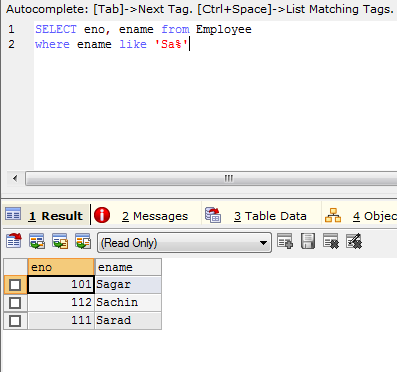 Autocomplete: [Tab]->Next Tag. [Ctrl+Space]->List Matching Tags.
1 SELECT eno, ename from Employee
2 where ename like 'Sa%'
1 Result 2 Messages 3 Table Data 4 Objec
(Read Only)
eno ename
101 Sagar
112 Sachin
111 Sarad